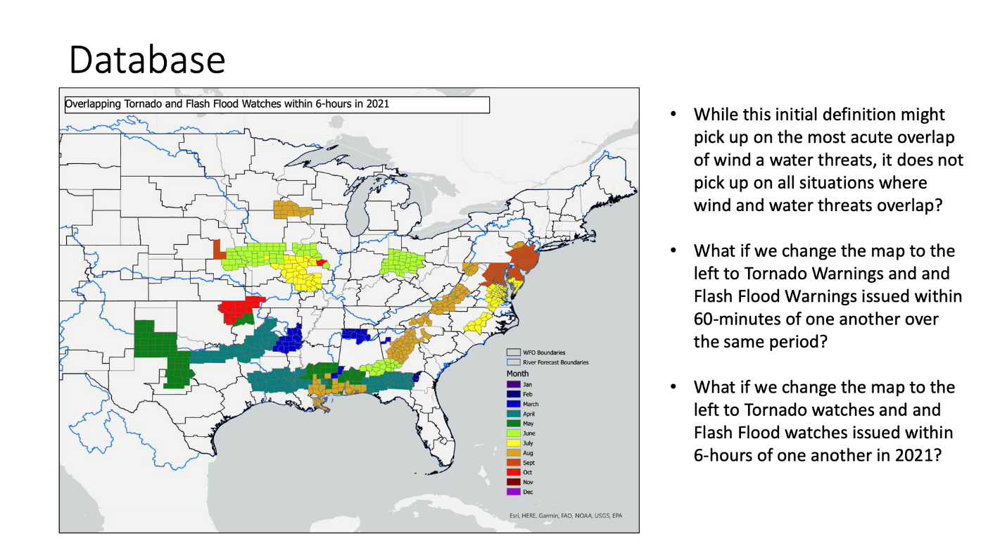 Database
Overlapping Tornado and Flash Flood Watches within 6-hours in 2021
WFO Boundaries
River Forecast Boundaries
Month
Jan
Feb
March
April
May
June
July
Aug
Sept
Oct
Nov
Dec
Esri, HERE, Garmin, FAO, NOAA, USGS, EPA
• While this initial definition might
pick up on the most acute overlap
of wind a water threats, it does not
pick up on all situations where
wind and water threats overlap?
• What if we change the map to the
left to Tornado Warnings and and
Flash Flood Warnings issued within
60-minutes of one another over
the same period?
• What if we change the map to the
left to Tornado watches and and
Flash Flood watches issued within
6-hours of one another in 2021?